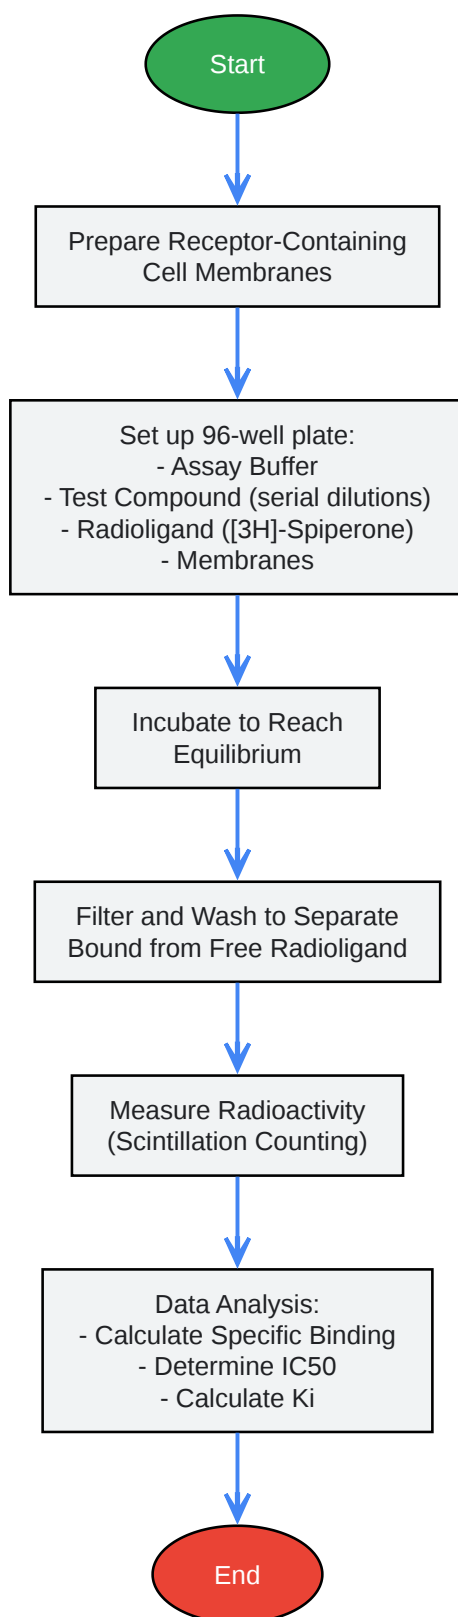 Start
Prepare Receptor-Containing
Cell Membranes
Set up 96-well plate:
- Assay Buffer
- Test Compound (serial dilutions)
- Radioligand ([3H]-Spiperone)
- Membranes
Incubate to Reach
Equilibrium
Filter and Wash to Separate
Bound from Free Radioligand
Measure Radioactivity
(Scintillation Counting)
Data Analysis:
- Calculate Specific Binding
- Determine IC50
- Calculate Ki
End